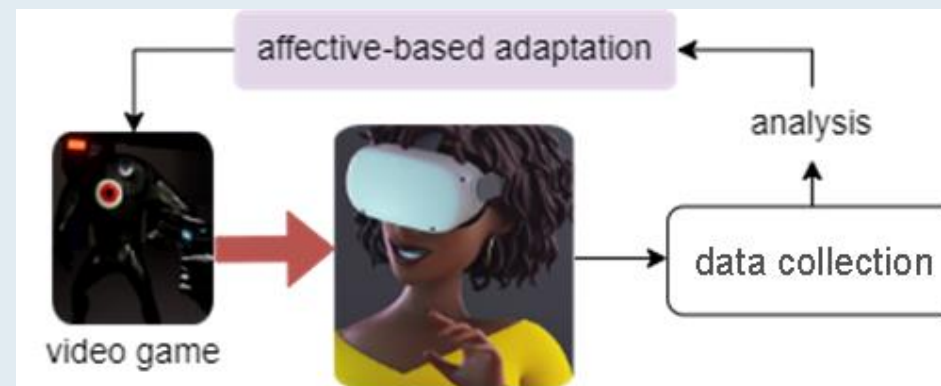 affective-based adaptation
analysis
data collection
video game